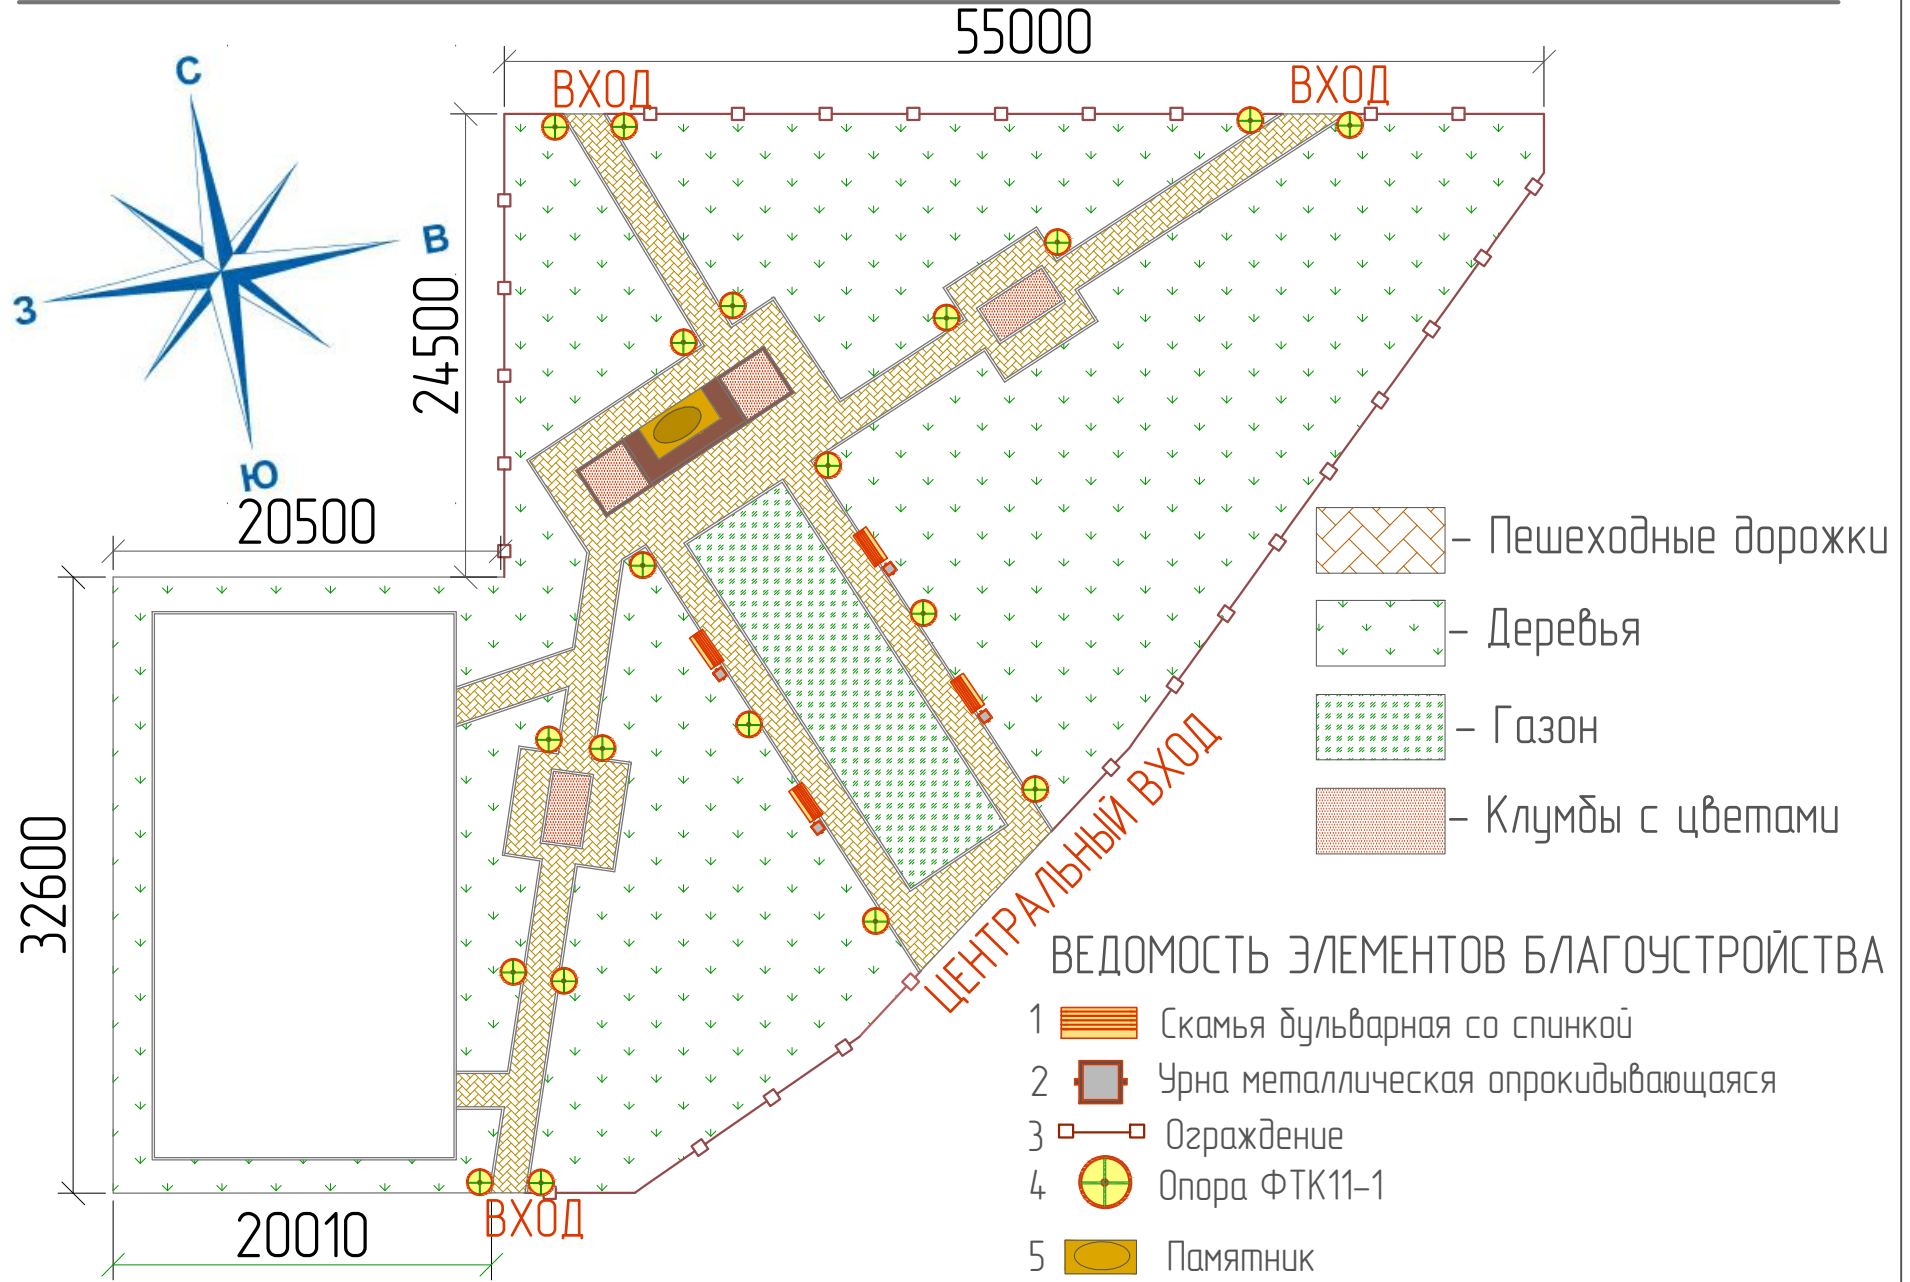 55000
С
ВХОД
ВХОД
В
З
24500
Ю
20500
– Пешеходные дорожки
– Деревья
– Газон
– Клумбы с цветами
32600
ЦЕНТРАЛЬНЫЙ ВХОД
ВЕДОМОСТЬ ЭЛЕМЕНТОВ БЛАГОУСТРОЙСТВА
1 Скамья бульварная со спинкой
2 Урна металлическая опрокидывающаяся
3 Ограждение
4 Опора ФТК11-1
5 Памятник
ВХОД
20010